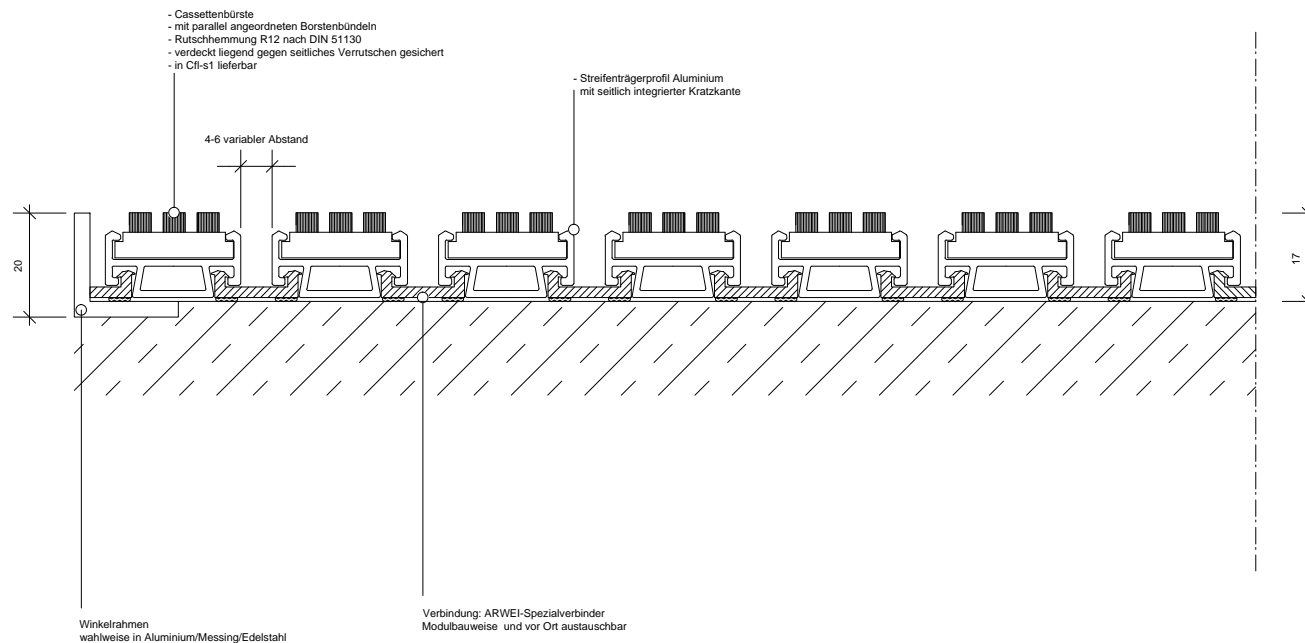 - Cassettenbürste
- mit parallel angeordneten Borstenbündeln
- Rutschhemmung R12 nach DIN 51130
- verdeckt liegend gegen seitliches Verrutschen gesichert
- in Cfl-s1 lieferbar
- Streifenträgerprofil Aluminium
mit seitlich integrierter Kratzkante
4-6 variabler Abstand
20
17
Winkelrahmen
wahlweise in Aluminium/Messing/Edelstahl
Verbindung: ARWEI-Spezialverbinder
Modulbauweise und vor Ort austauschbar